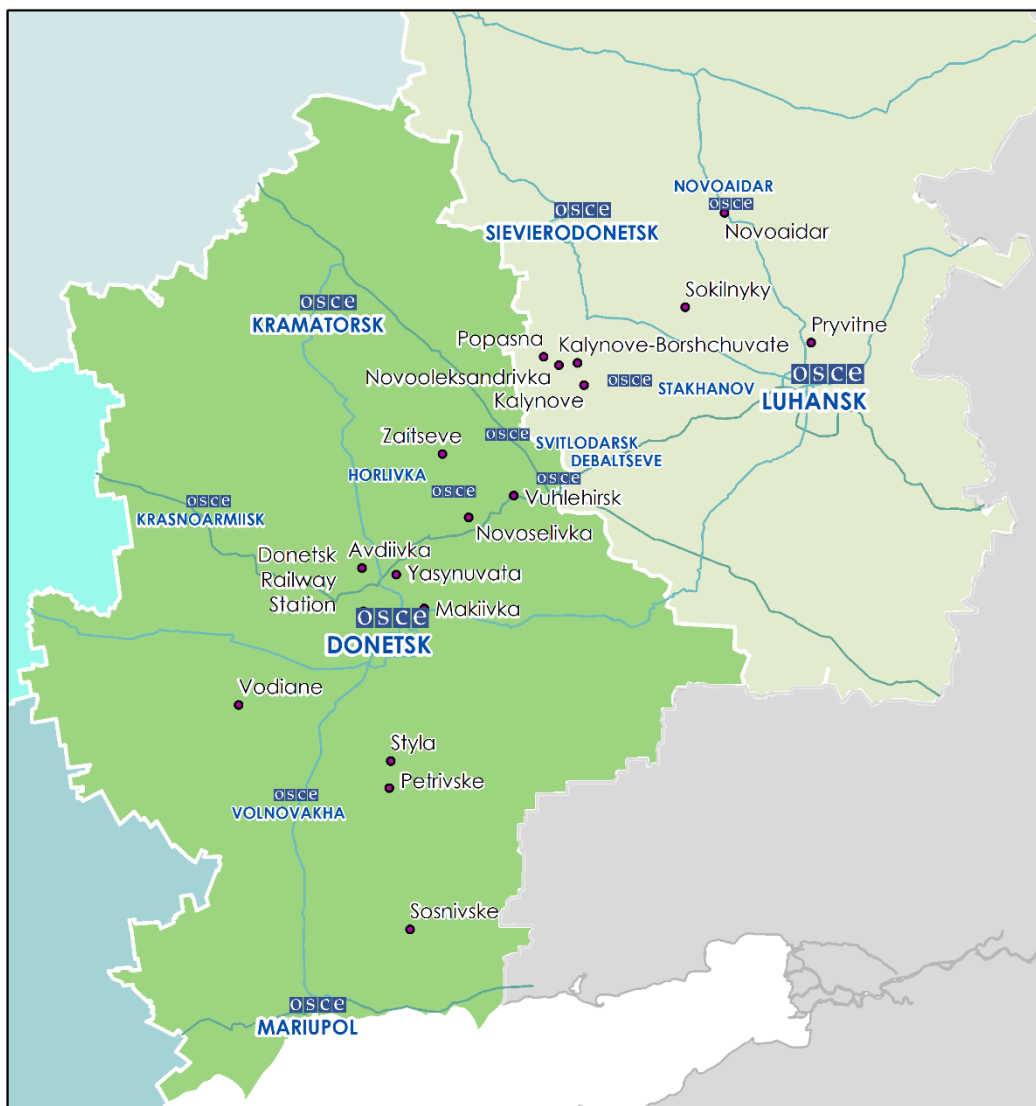 NOVOAIDAR
osce
Novoaidar
osce
SIEVIERODONETSK
Sokilnyky
osce
KRAMATORSK
Popasna
Kalynove-Borshchuvate
Pryvitne
Novooleksandrivka
Kalynove
osce
STAKHANOV
osce
LUHANSK
Zaitseve
osce
SVITLODARSK
DEBALTSEVE
HORLIVKA
osce
osce
Vuhlehirsk
osce
KRASNOARMIISK
Novoselivka
Donetsk
Railway
Station
Avdiivka
Yasynuvata
Makiivka
osce
DONETSK
Vodiane
Styla
Petrivske
osce
VOLNOVAKHA
Sosnivske
osce
MARIUPOL